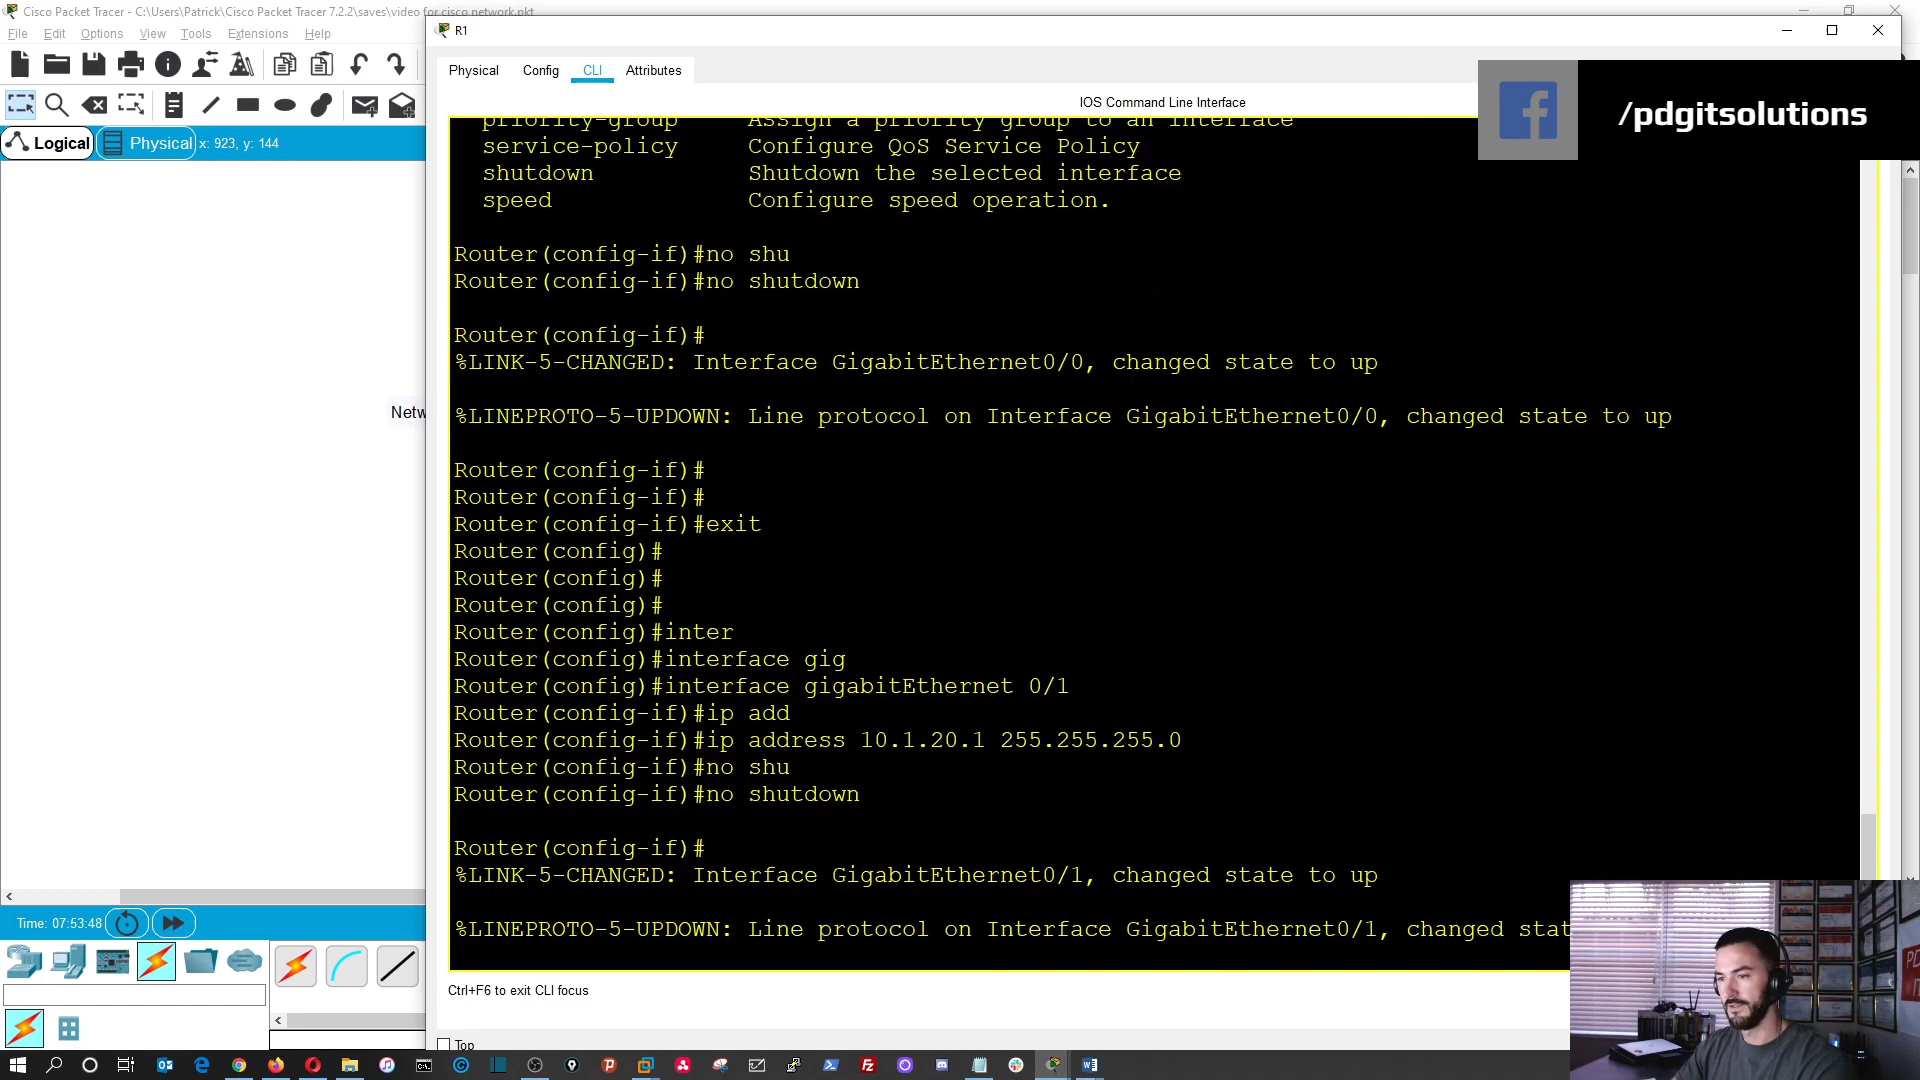 Cisco Packet Tracer - C:\Users\Patrick\Cisco Packet Tracer 7.2.2\saves\video for cisco network.pkt
File Edit Options View Tools Extensions Help
Logical Physical x: 923, y: 144
Netw
Time: 07:53:48
R1
Physical Config CLI Attributes
IOS Command Line Interface
/pdgitsolutions
priority-group Assign a priority group to an interface
service-policy Configure QoS Service Policy
shutdown Shutdown the selected interface
speed Configure speed operation.
Router(config-if)#no shu
Router(config-if)#no shutdown
Router(config-if)#
%LINK-5-CHANGED: Interface GigabitEthernet0/0, changed state to up
%LINEPROTO-5-UPDOWN: Line protocol on Interface GigabitEthernet0/0, changed state to up
Router(config-if)#
Router(config-if)#
Router(config-if)#exit
Router(config)#
Router(config)#
Router(config)#
Router(config)#inter
Router(config)#interface gig
Router(config)#interface gigabitEthernet 0/1
Router(config-if)#ip add
Router(config-if)#ip address 10.1.20.1 255.255.255.0
Router(config-if)#no shu
Router(config-if)#no shutdown
Router(config-if)#
%LINK-5-CHANGED: Interface GigabitEthernet0/1, changed state to up
%LINEPROTO-5-UPDOWN: Line protocol on Interface GigabitEthernet0/1, changed stat
Ctrl+F6 to exit CLI focus
Top